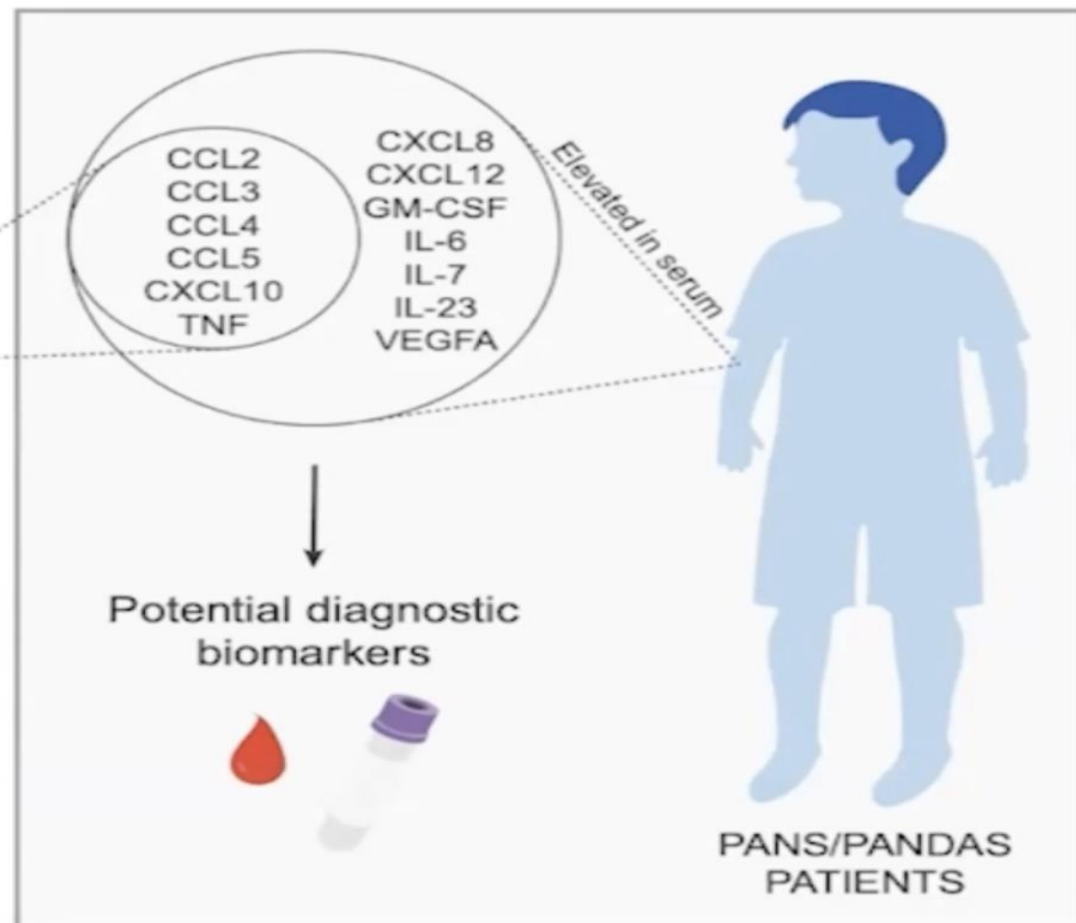 CCL2
CCL3
CCL4
CCL5
CXCL10
TNF
CXCL8
CXCL12
GM-CSF
IL-6
IL-7
IL-23
VEGFA
Elevated in serum
Potential diagnostic
biomarkers
PANS/PANDAS
PATIENTS